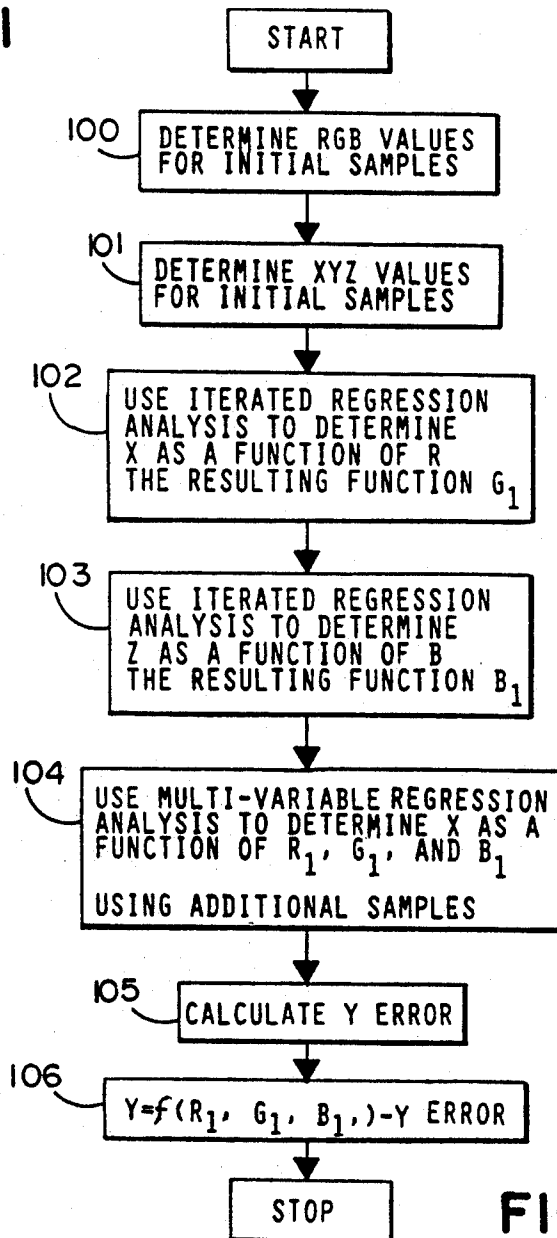 1
START
100
DETERMINE RGB VALUES
FOR INITIAL SAMPLES
101
DETERMINE XYZ VALUES
FOR INITIAL SAMPLES
102
USE ITERATED REGRESSION
ANALYSIS TO DETERMINE
X AS A FUNCTION OF R
THE RESULTING FUNCTION G₁
103
USE ITERATED REGRESSION
ANALYSIS TO DETERMINE
Z AS A FUNCTION OF B
THE RESULTING FUNCTION B₁
104
USE MULTI-VARIABLE REGRESSION
ANALYSIS TO DETERMINE X AS A
FUNCTION OF R₁, G₁, AND B₁
USING ADDITIONAL SAMPLES
105
CALCULATE Y ERROR
106
Y=f(R₁, G₁, B₁,)-Y ERROR
STOP
FI